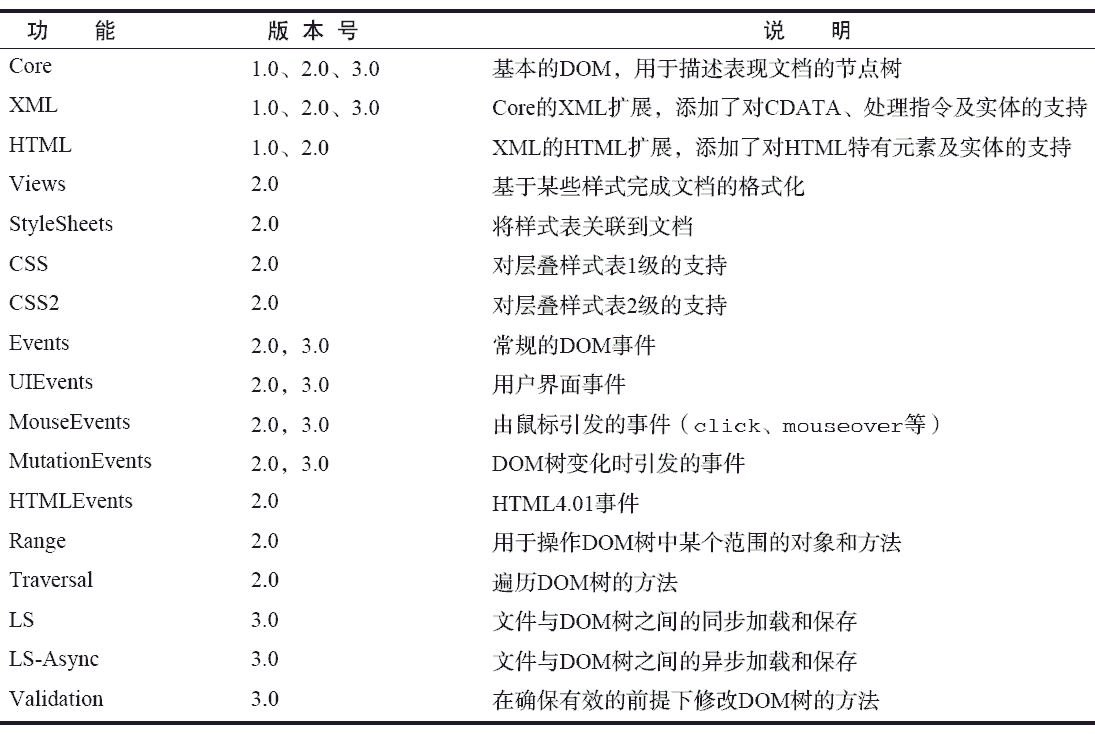 功 能 版 本 号 说 明
Core 1.0、2.0、3.0 基本的DOM，用于描述表现文档的节点树
XML 1.0、2.0、3.0 Core的XML扩展，添加了对CDATA、处理指令及实体的支持
HTML 1.0、2.0 XML的HTML扩展，添加了对HTML特有元素及实体的支持
Views 2.0 基于某些样式完成文档的格式化
StyleSheets 2.0 将样式表关联到文档
CSS 2.0 对层叠样式表1级的支持
CSS2 2.0 对层叠样式表2级的支持
Events 2.0，3.0 常规的DOM事件
UIEvents 2.0，3.0 用户界面事件
MouseEvents 2.0，3.0 由鼠标引发的事件（click、mouseover等）
MutationEvents 2.0，3.0 DOM树变化时引发的事件
HTMLEvents 2.0 HTML4.01事件
Range 2.0 用于操作DOM树中某个范围的对象和方法
Traversal 2.0 遍历DOM树的方法
LS 3.0 文件与DOM树之间的同步加载和保存
LS-Async 3.0 文件与DOM树之间的异步加载和保存
Validation 3.0 在确保有效的前提下修改DOM树的方法